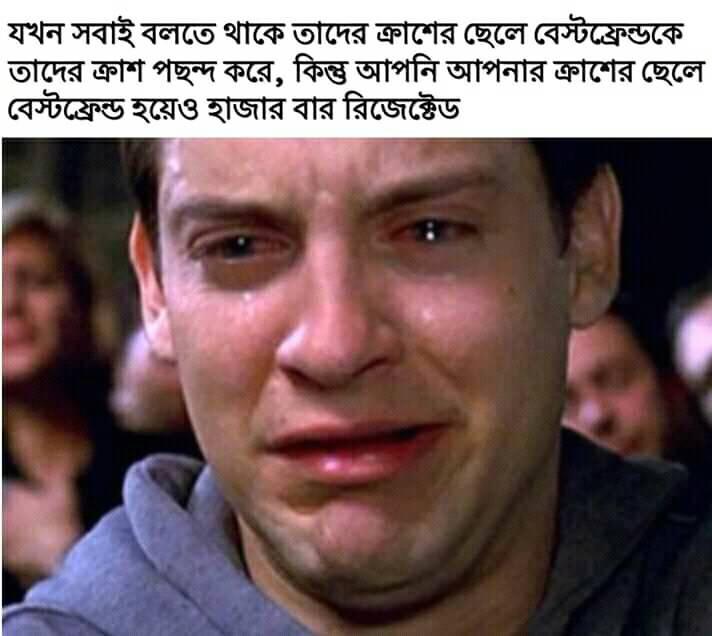 যখন সবাই বলতে থাকে তাদের ক্রাশের ছেলে বেস্টফ্রেন্ডকে
তাদের ক্রাশ পছন্দ করে, কিন্তু আপনি আপনার ক্রাশের ছেলে
বেস্টফ্রেন্ড হয়েও হাজার বার রিজেক্টেড